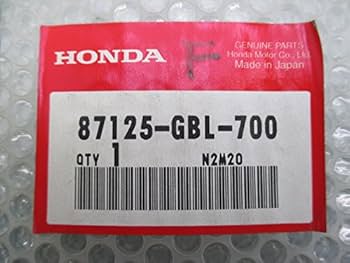 HONDA
F
GENUINE PARTS
Honda Motor Co., Ltd.
Made in Japan
87125-GBL-700
QTY 1 N2M20